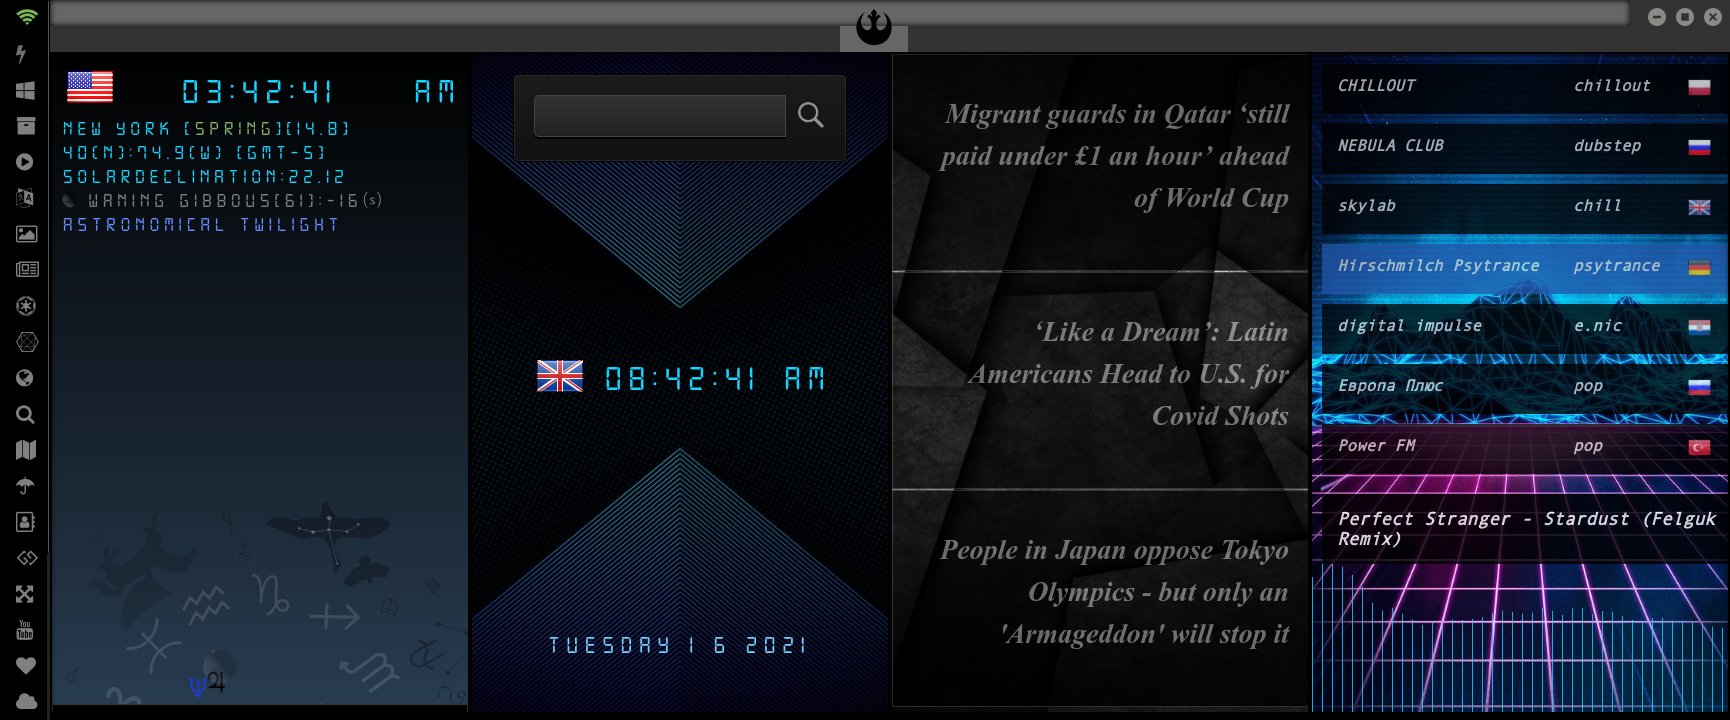 03:42:41 AM
NEW YORK [SPRING][14.8]
40(N):74.9(W) [GMT-5]
SOLARDECLINATION:22.12
WANING GIBBOUS[61]:-16(s)
ASTRONOMICAL TWILIGHT
08:42:41 AM
TUESDAY 1 6 2021
Migrant guards in Qatar ‘still
paid under £1 an hour’ ahead
of World Cup
‘Like a Dream’: Latin
Americans Head to U.S. for
Covid Shots
People in Japan oppose Tokyo
Olympics - but only an
'Armageddon' will stop it
CHILLOUT chillout
NEBULA CLUB dubstep
skylab chill
Hirschmilch Psytrance psytrance
digital impulse e.nic
Европа Плюс pop
Power FM pop
Perfect Stranger - Stardust (Felguk
Remix)
You
Tube